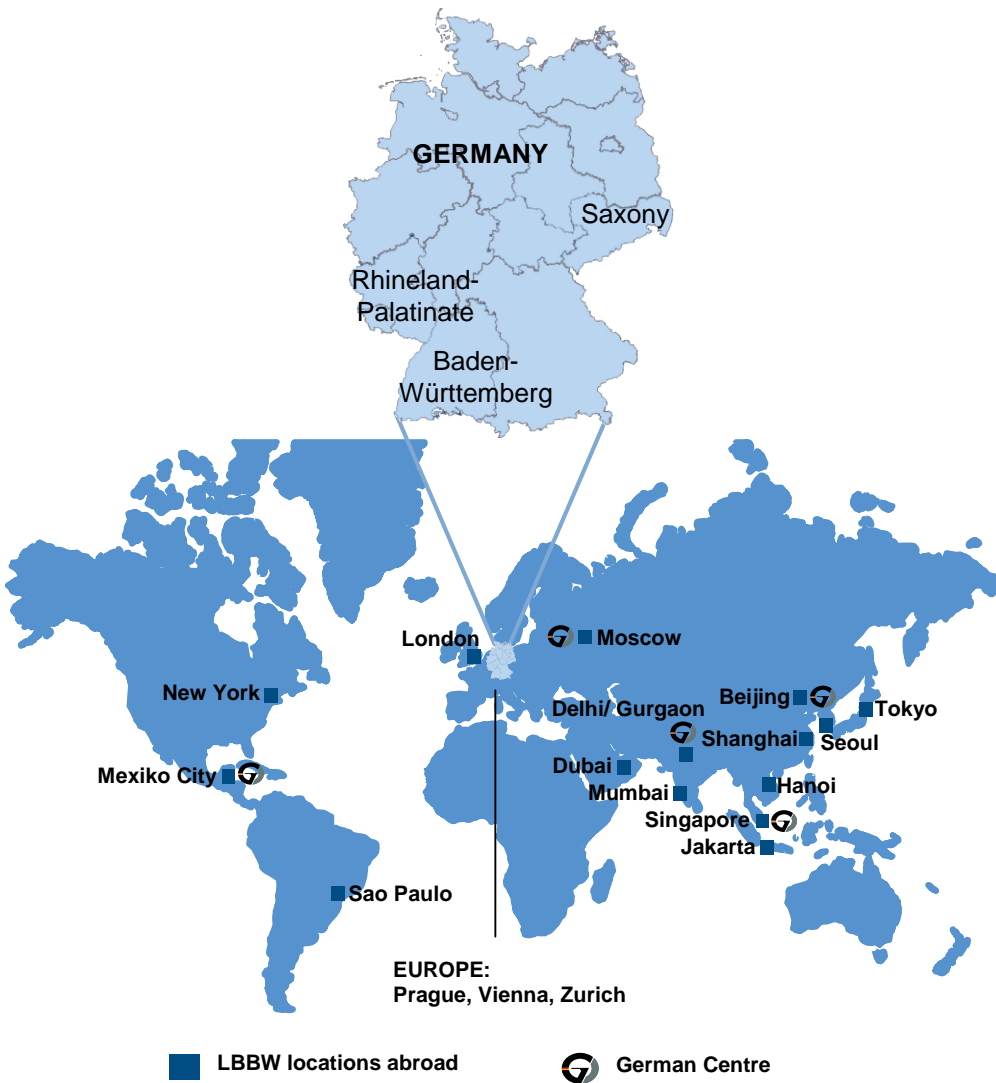 GERMANY
Saxony
Rhineland-
Palatinate
Baden-
Württemberg
London
Moscow
New York
Delhi/ Gurgaon
Beijing
Tokyo
Shanghai
Seoul
Mexiko City
Dubai
Mumbai
Hanoi
Singapore
Jakarta
Sao Paulo
EUROPE:
Prague, Vienna, Zurich
LBBW locations abroad
German Centre